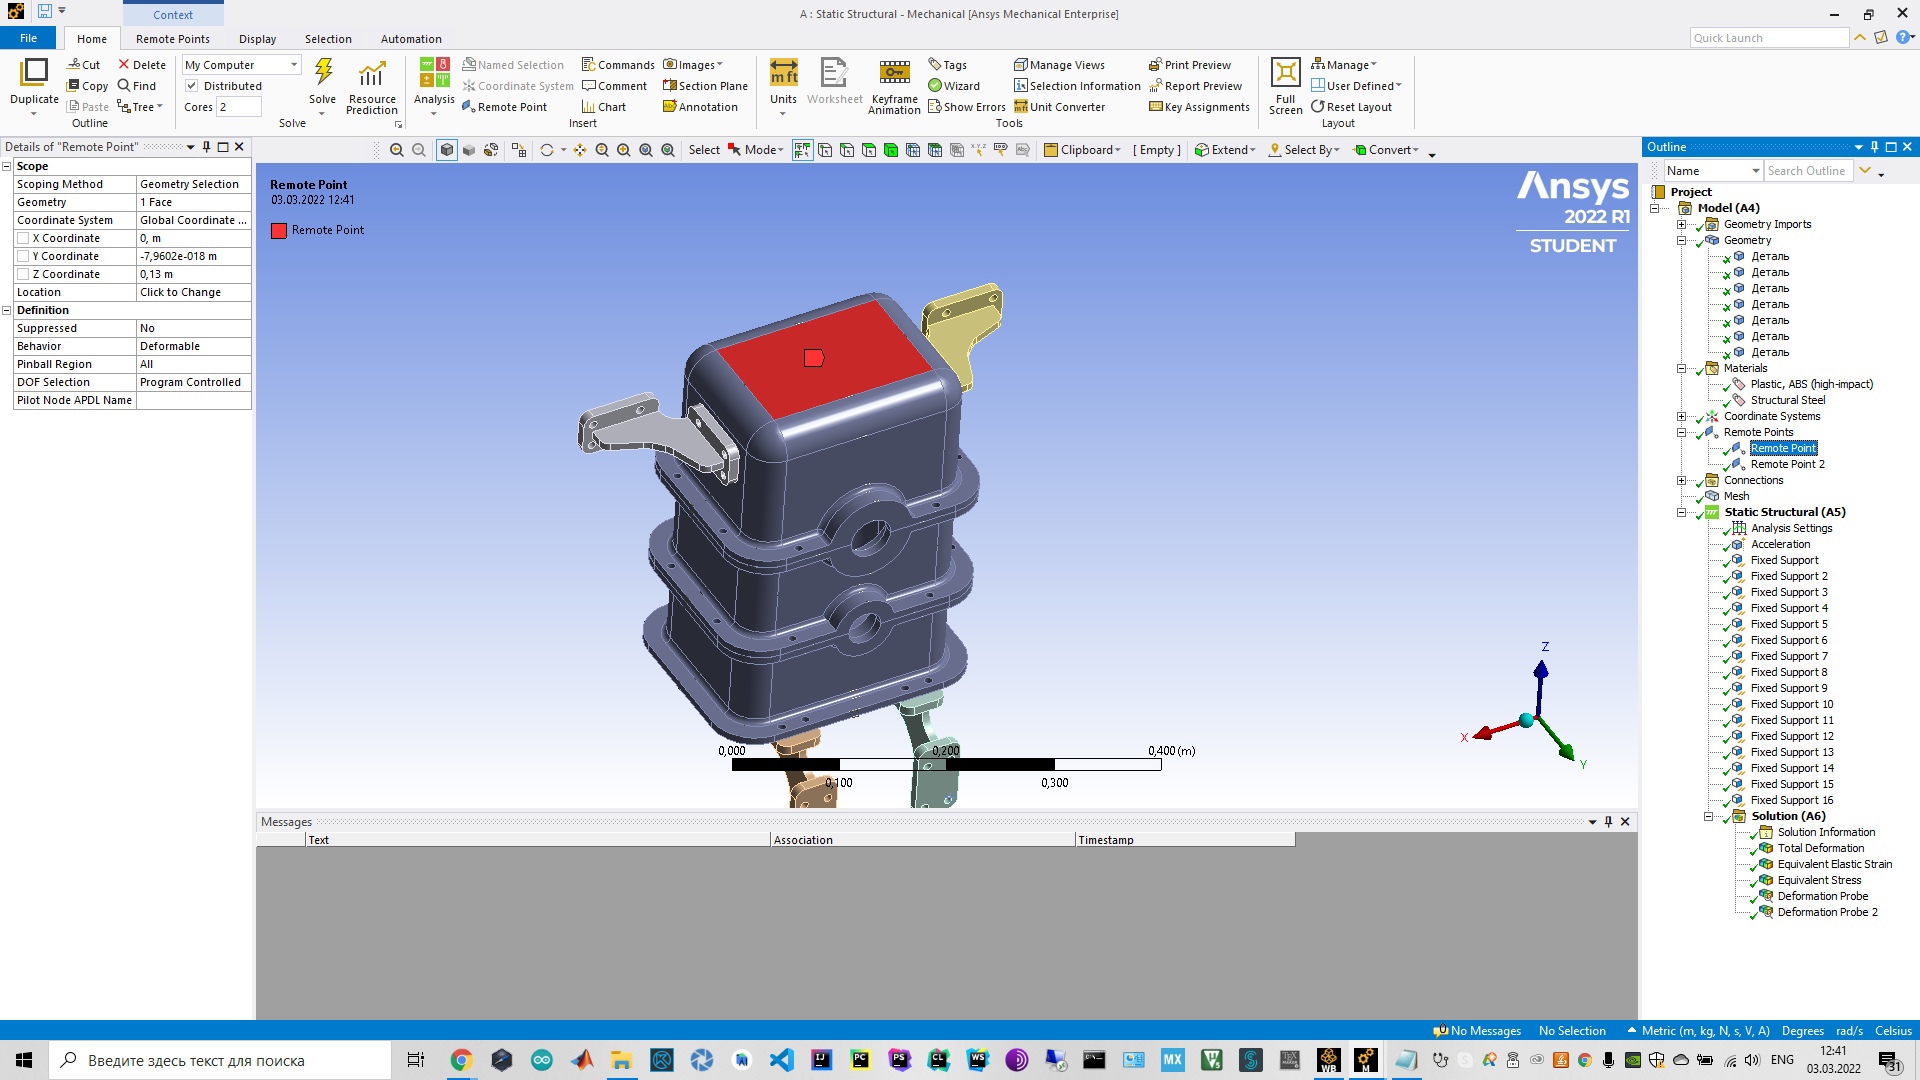 Context
A : Static Structural - Mechanical [Ansys Mechanical Enterprise]
File
Home
Remote Points
Display
Selection
Automation
Quick Launch
Duplicate
Cut
Copy
Paste
Delete
Find
Tree
Outline
My Computer
Distributed
Cores 2
Solve
Resource Prediction
Solve
Analysis
Named Selection
Coordinate System
Remote Point
Commands
Comment
Chart
Images
Section Plane
Annotation
Insert
Units
Worksheet
Keyframe Animation
Tags
Wizard
Show Errors
Manage Views
Selection Information
Unit Converter
Print Preview
Report Preview
Key Assignments
Tools
Full Screen
Manage
User Defined
Reset Layout
Layout
Details of "Remote Point"
Scope
Scoping Method Geometry Selection
Geometry 1 Face
Coordinate System Global Coordinate ...
X Coordinate 0, m
Y Coordinate -7,9602e-018 m
Z Coordinate 0,13 m
Location Click to Change
Definition
Suppressed No
Behavior Deformable
Pinball Region All
DOF Selection Program Controlled
Pilot Node APDL Name
Select
Mode
Clipboard
[ Empty ]
Extend
Select By
Convert
Remote Point
03.03.2022 12:41
Remote Point
Ansys
2022 R1
STUDENT
Z
X
Y
0,000
0,200
0,400 (m)
0,100
0,300
Messages
Text
Association
Timestamp
Outline
Name
Search Outline
Project
Model (A4)
Geometry Imports
Geometry
Деталь
Деталь
Деталь
Деталь
Деталь
Деталь
Деталь
Materials
Plastic, ABS (high-impact)
Structural Steel
Coordinate Systems
Remote Points
Remote Point
Remote Point 2
Connections
Mesh
Static Structural (A5)
Analysis Settings
Acceleration
Fixed Support
Fixed Support 2
Fixed Support 3
Fixed Support 4
Fixed Support 5
Fixed Support 6
Fixed Support 7
Fixed Support 8
Fixed Support 9
Fixed Support 10
Fixed Support 11
Fixed Support 12
Fixed Support 13
Fixed Support 14
Fixed Support 15
Fixed Support 16
Solution (A6)
Solution Information
Total Deformation
Equivalent Elastic Strain
Equivalent Stress
Deformation Probe
Deformation Probe 2
No Messages
No Selection
Metric (m, kg, N, s, V, A)
Degrees
rad/s
Celsius
Введите здесь текст для поиска
ENG
12:41
03.03.2022
31